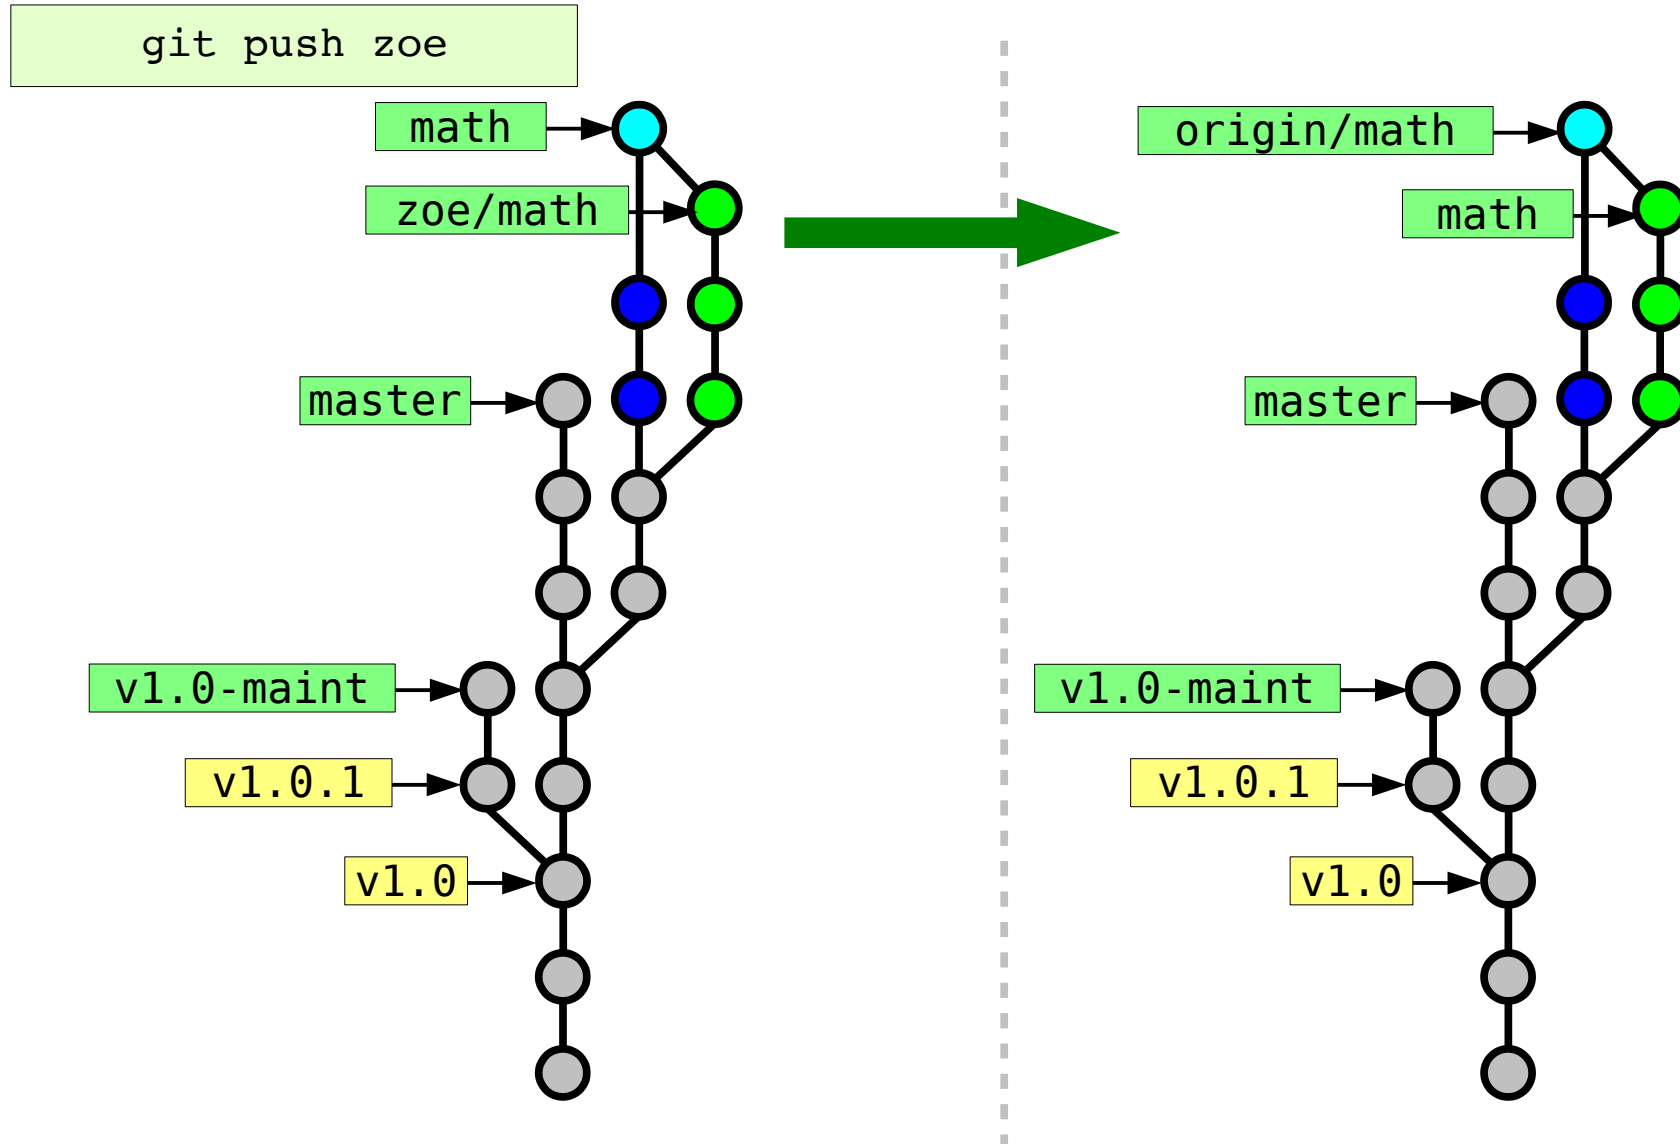 git push zoe
math
zoe/math
master
v1.0-maint
v1.0.1
v1.0
origin/math
math
master
v1.0-maint
v1.0.1
v1.0